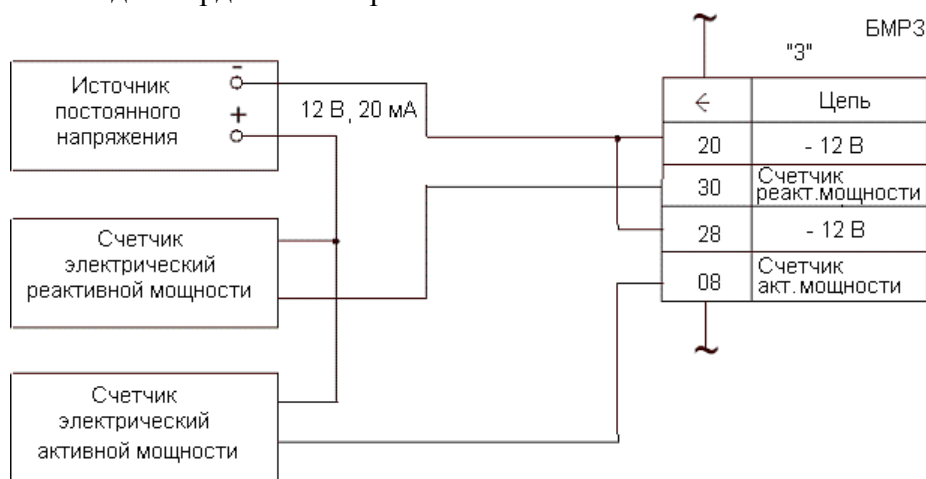 БМРЗ
"3"
Источник
постоянного
напряжения
-
+
12 В, 20 мА
Счетчик
электрический
реактивной мощности
Счетчик
электрический
активной мощности
← Цепь
20 - 12 В
30 Счетчик
реакт.мощности
28 - 12 В
08 Счетчик
акт.мощности